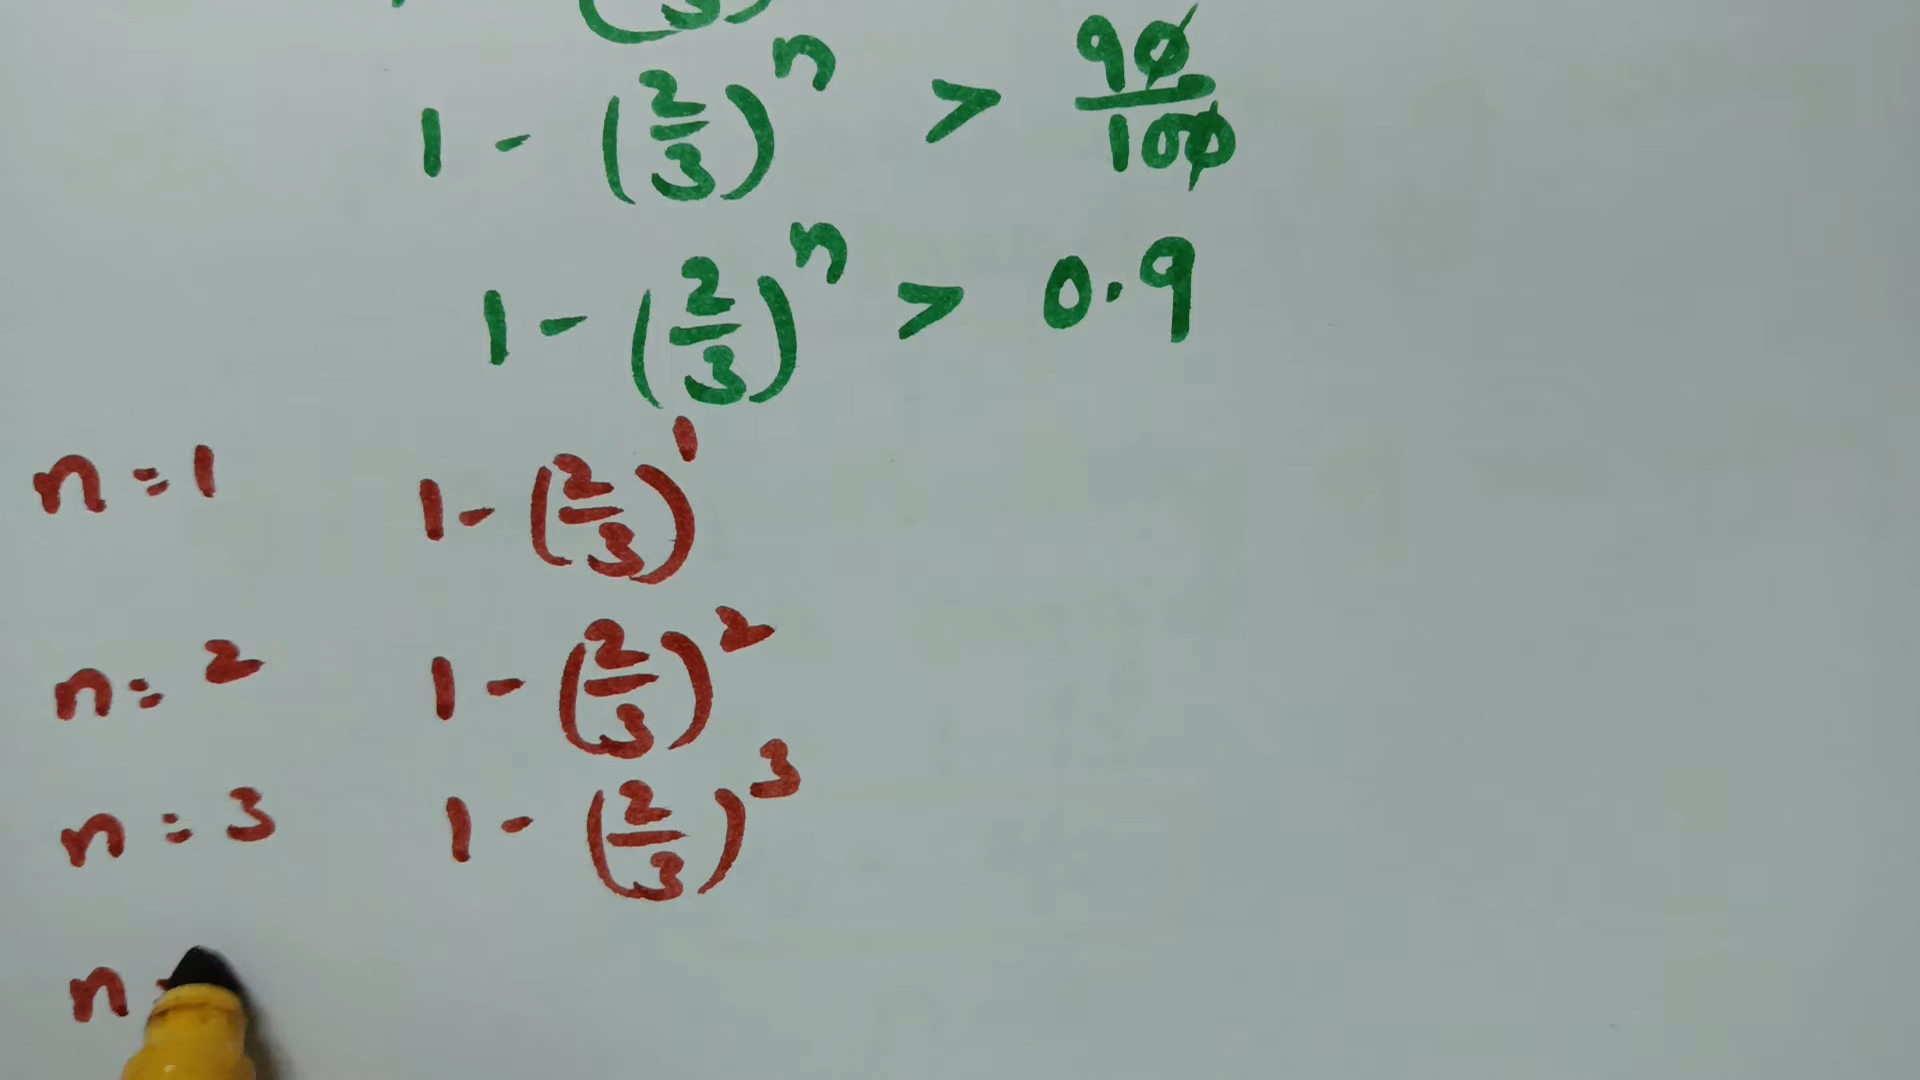 1 - (2/3)^n > 90/100
1 - (2/3)^n > 0.9
n = 1 1 - (2/3)^1
n = 2 1 - (2/3)^2
n = 3 1 - (2/3)^3
n